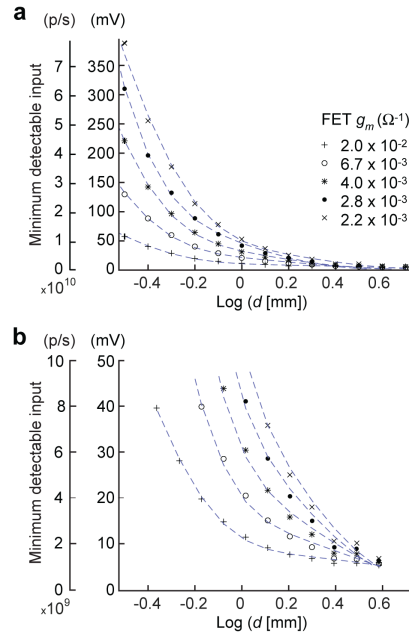 a
(p/s) (mV)
Minimum detectable input
7
6
5
4
3
2
1
0
x10^10
350
300
250
200
150
100
50
0
FET g_m (Ω^-1)
+ 2.0 x 10^-2
○ 6.7 x 10^-3
* 4.0 x 10^-3
● 2.8 x 10^-3
× 2.2 x 10^-3
-0.4 -0.2 0 0.2 0.4 0.6
Log (d [mm])
b
(p/s) (mV)
Minimum detectable input
10
8
6
4
2
0
x10^9
50
40
30
20
10
0
-0.4 -0.2 0 0.2 0.4 0.6
Log (d [mm])